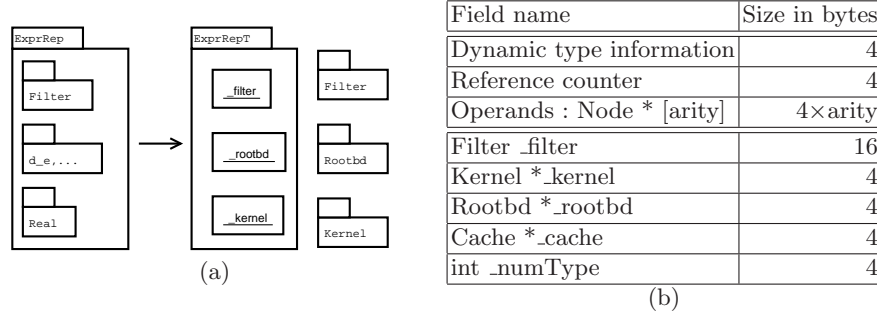 ExprRep
Filter
d_e,...
Real
ExprRepT
_filter
_rootbd
_kernel
Filter
Rootbd
Kernel
(a)
Field name Size in bytes
Dynamic type information 4
Reference counter 4
Operands : Node * [arity] 4×arity
Filter _filter 16
Kernel *_kernel 4
Rootbd *_rootbd 4
Cache *_cache 4
int _numType 4
(b)